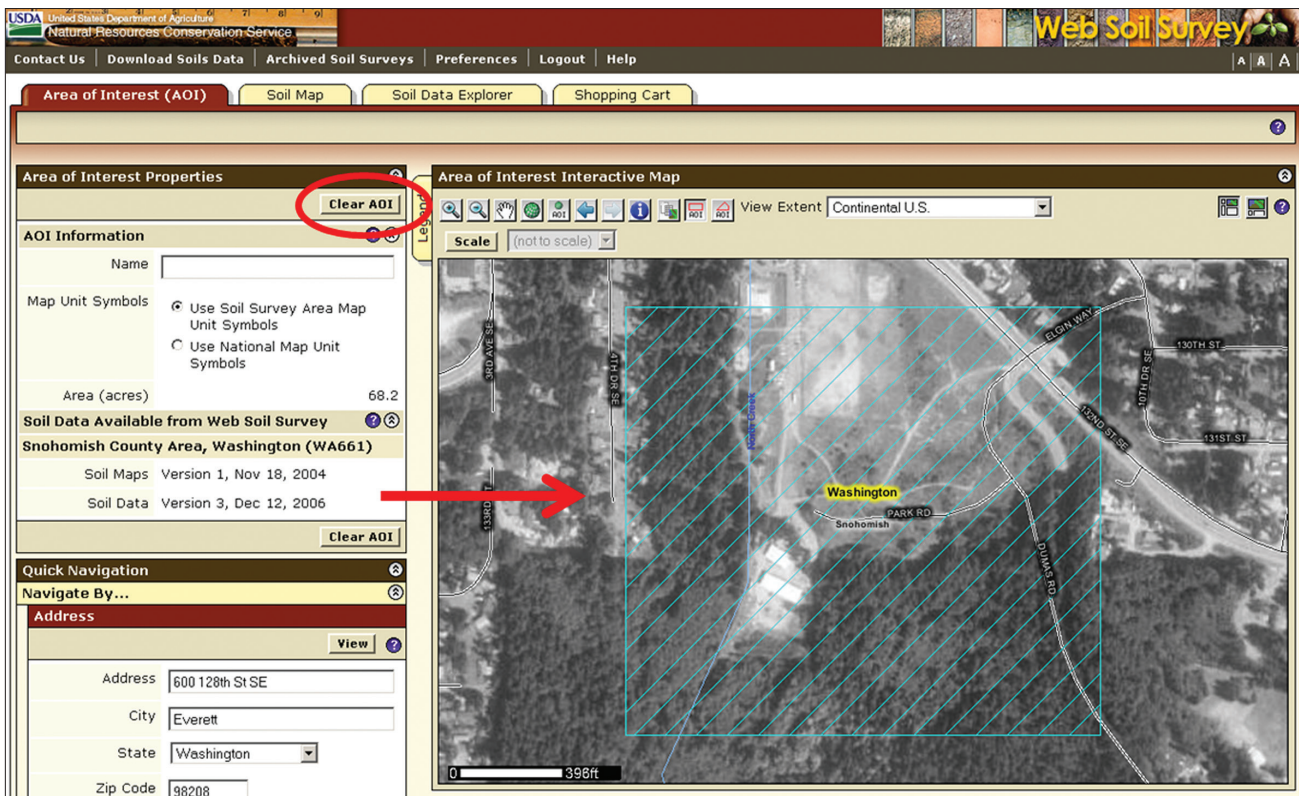 USDA United States Department of Agriculture
Natural Resources Conservation Service
Web Soil Survey
Contact Us | Download Soils Data | Archived Soil Surveys | Preferences | Logout | Help
A A A
Area of Interest (AOI)
Soil Map
Soil Data Explorer
Shopping Cart
Area of Interest Properties
Clear AOI
AOI Information
Name
Map Unit Symbols
Use Soil Survey Area Map
Unit Symbols
Use National Map Unit
Symbols
Area (acres) 68.2
Soil Data Available from Web Soil Survey
Snohomish County Area, Washington (WA661)
Soil Maps Version 1, Nov 18, 2004
Soil Data Version 3, Dec 12, 2006
Clear AOI
Quick Navigation
Navigate By...
Address
View
Address 600 128th St SE
City Everett
State Washington
Zip Code 98208
Legend
Area of Interest Interactive Map
AOI AOI AOI View Extent Continental U.S.
Scale (not to scale)
3RD AVE SE
4TH DR SE
133RD
North Creek
ELGIN WAY
130TH ST
10TH DR SE
132ND ST SE
131ST ST
Washington
PARK RD
Snohomish
DUMAS RD
0 396ft